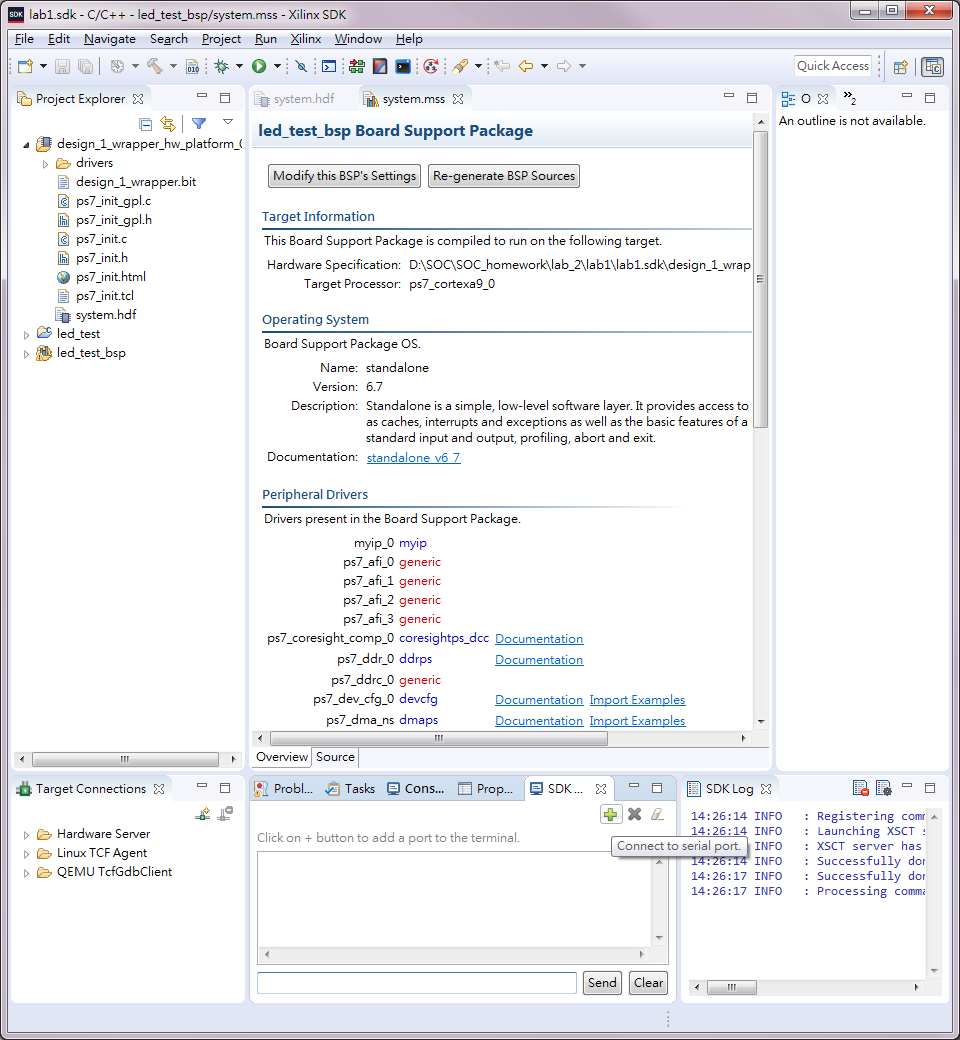 lab1.sdk - C/C++ - led_test_bsp/system.mss - Xilinx SDK
File Edit Navigate Search Project Run Xilinx Window Help
Quick Access
Project Explorer
design_1_wrapper_hw_platform_0
drivers
design_1_wrapper.bit
ps7_init_gpl.c
ps7_init_gpl.h
ps7_init.c
ps7_init.h
ps7_init.html
ps7_init.tcl
system.hdf
led_test
led_test_bsp
system.hdf
system.mss
led_test_bsp Board Support Package
Modify this BSP's Settings
Re-generate BSP Sources
Target Information
This Board Support Package is compiled to run on the following target.
Hardware Specification: D:\SOC\SOC_homework\lab_2\lab1\lab1.sdk\design_1_wrap
Target Processor: ps7_cortexa9_0
Operating System
Board Support Package OS.
Name: standalone
Version: 6.7
Description: Standalone is a simple, low-level software layer. It provides access to
as caches, interrupts and exceptions as well as the basic features of a
standard input and output, profiling, abort and exit.
Documentation: standalone_v6_7
Peripheral Drivers
Drivers present in the Board Support Package.
myip_0 myip
ps7_afi_0 generic
ps7_afi_1 generic
ps7_afi_2 generic
ps7_afi_3 generic
ps7_coresight_comp_0 coresightps_dcc Documentation
ps7_ddr_0 ddrps Documentation
ps7_ddrc_0 generic
ps7_dev_cfg_0 devcfg Documentation Import Examples
ps7_dma_ns dmaps Documentation Import Examples
Overview Source
O
»2
An outline is not available.
Target Connections
Hardware Server
Linux TCF Agent
QEMU TcfGdbClient
Probl... Tasks Cons... Prop... SDK ...
Click on + button to add a port to the terminal.
Connect to serial port.
Send Clear
SDK Log
14:26:14 INFO : Registering comm
14:26:14 INFO : Launching XSCT s
14:26:16 INFO : XSCT server has
14:26:14 INFO : Successfully don
14:26:17 INFO : Successfully don
14:26:17 INFO : Processing comma